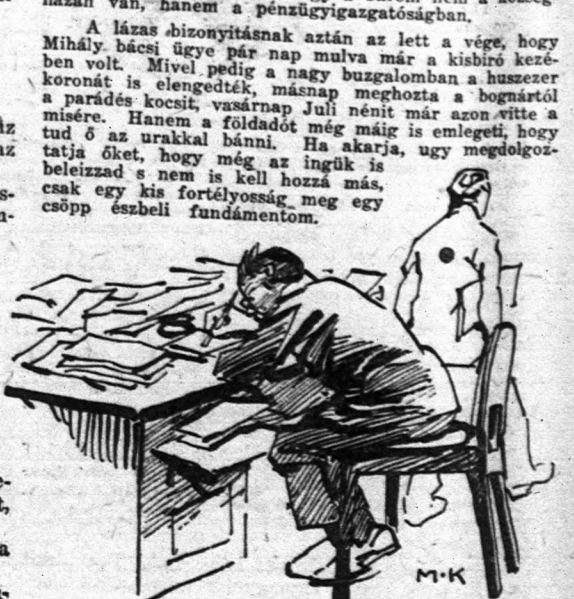 házán van, hanem a pénzügyigazgatóságban.
A lázas bizonyitásnak aztán az lett a vége, hogy
Mihály bácsi ügye pár nap mulva már a kisbiró kezé-
ben volt. Mivel pedig a nagy buzgalomban a huszezer
koronát is elengedték, másnap meghozta a bognártól
a parádés kocsit, vasárnap Juli nénit már azon vitte a
misére. Hanem a földadót még máig is emlegeti, hogy
tud ő az urakkal bánni. Ha akarja, ugy megdolgoz-
tatja őket, hogy még az ingük is
beleizzad s nem is kell hozzá más,
csak egy kis fortélyosság meg egy
csöpp észbeli fundámentom.
az
az
s-
n-
e-
t,
a
M·K